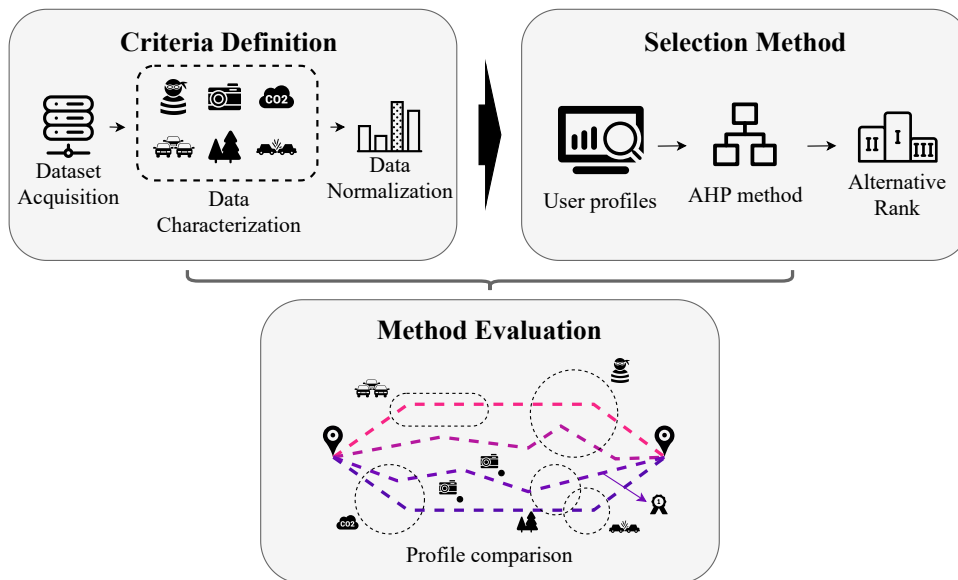 Criteria Definition
CO2
Dataset
Acquisition
Data
Characterization
Data
Normalization
Selection Method
User profiles
AHP method
II
I
III
Alternative
Rank
Method Evaluation
1
CO2
Profile comparison